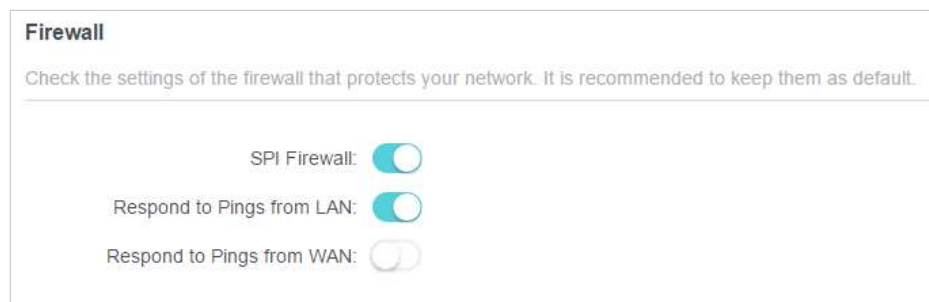 Firewall
Check the settings of the firewall that protects your network. It is recommended to keep them as default.
SPI Firewall:
Respond to Pings from LAN:
Respond to Pings from WAN: